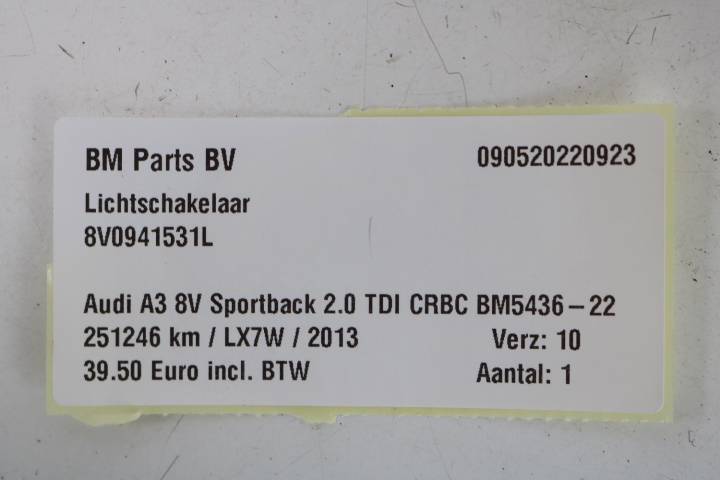 BM Parts BV 090520220923
Lichtschakelaar
8V0941531L
Audi A3 8V Sportback 2.0 TDI CRBC BM5436-22
251246 km / LX7W / 2013 Verz: 10
39.50 Euro incl. BTW Aantal: 1